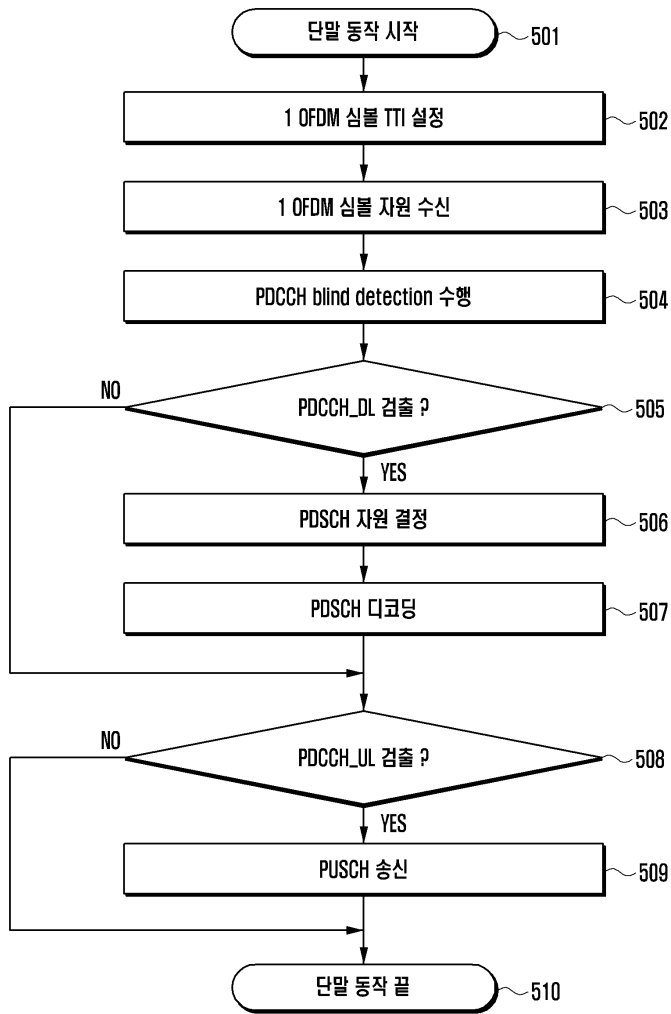 단말 동작 시작
501
1 OFDM 심볼 TTI 설정
502
1 OFDM 심볼 자원 수신
503
PDCCH blind detection 수행
504
NO
PDCCH_DL 검출 ?
505
YES
PDSCH 자원 결정
506
PDSCH 디코딩
507
NO
PDCCH_UL 검출 ?
508
YES
PUSCH 송신
509
단말 동작 끝
510